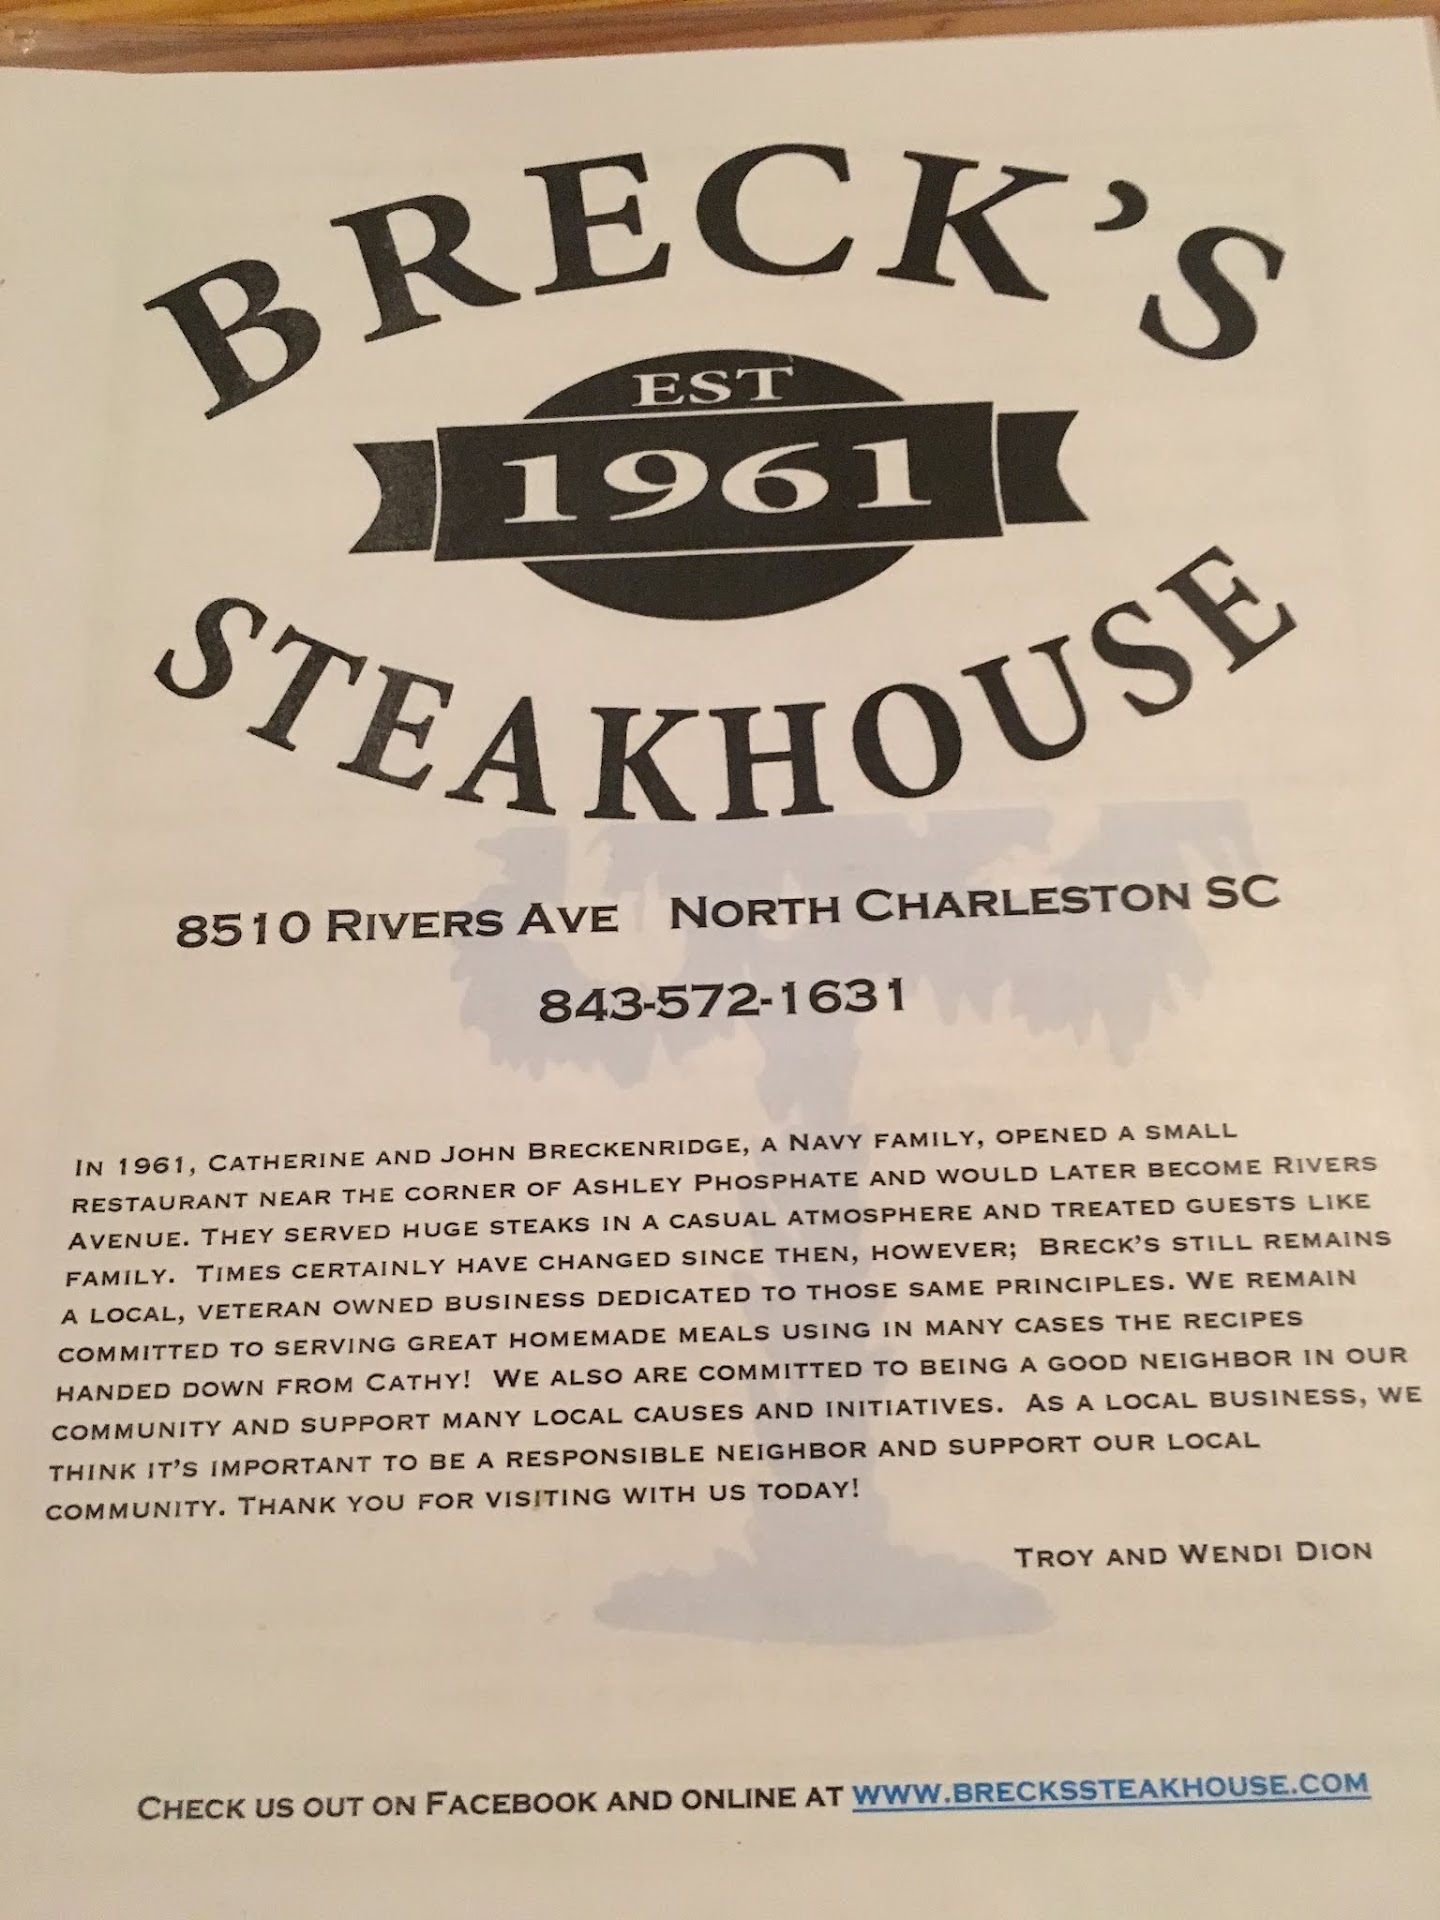 BRECK'S
EST
1961
STEAKHOUSE
8510 RIVERS AVE NORTH CHARLESTON SC
843-572-1631
IN 1961, CATHERINE AND JOHN BRECKENRIDGE, A NAVY FAMILY, OPENED A SMALL
RESTAURANT NEAR THE CORNER OF ASHLEY PHOSPHATE AND WOULD LATER BECOME RIVERS
AVENUE. THEY SERVED HUGE STEAKS IN A CASUAL ATMOSPHERE AND TREATED GUESTS LIKE
FAMILY. TIMES CERTAINLY HAVE CHANGED SINCE THEN, HOWEVER; BRECK'S STILL REMAINS
A LOCAL, VETERAN OWNED BUSINESS DEDICATED TO THOSE SAME PRINCIPLES. WE REMAIN
COMMITTED TO SERVING GREAT HOMEMADE MEALS USING IN MANY CASES THE RECIPES
HANDED DOWN FROM CATHY! WE ALSO ARE COMMITTED TO BEING A GOOD NEIGHBOR IN OUR
COMMUNITY AND SUPPORT MANY LOCAL CAUSES AND INITIATIVES. AS A LOCAL BUSINESS, WE
THINK IT'S IMPORTANT TO BE A RESPONSIBLE NEIGHBOR AND SUPPORT OUR LOCAL
COMMUNITY. THANK YOU FOR VISITING WITH US TODAY!
TROY AND WENDI DION
CHECK US OUT ON FACEBOOK AND ONLINE AT WWW.BRECKSSTEAKHOUSE.COM